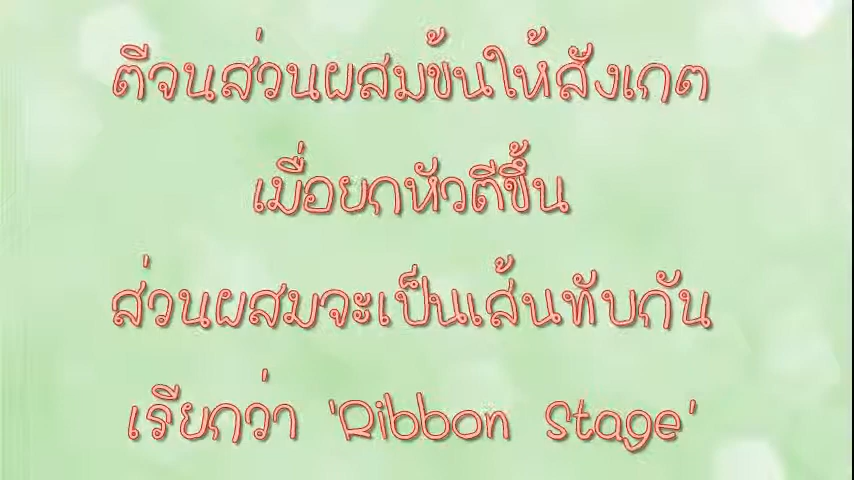 ตีจนส่วนผสมข้นให้สังเกต
เมื่อยกหัวตีขึ้น
ส่วนผสมจะเป็นเส้นทับกัน
เรียกว่า 'Ribbon Stage'